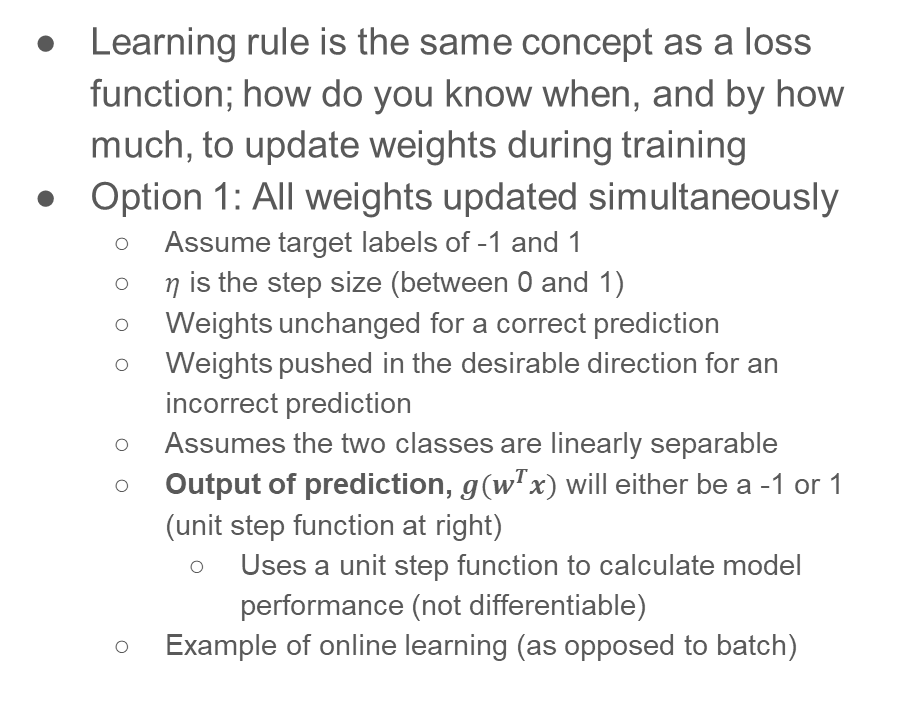 ● Learning rule is the same concept as a loss
function; how do you know when, and by how
much, to update weights during training
● Option 1: All weights updated simultaneously
○ Assume target labels of -1 and 1
○ η is the step size (between 0 and 1)
○ Weights unchanged for a correct prediction
○ Weights pushed in the desirable direction for an
incorrect prediction
○ Assumes the two classes are linearly separable
○ Output of prediction, g(wᵀx) will either be a -1 or 1
(unit step function at right)
○ Uses a unit step function to calculate model
performance (not differentiable)
○ Example of online learning (as opposed to batch)